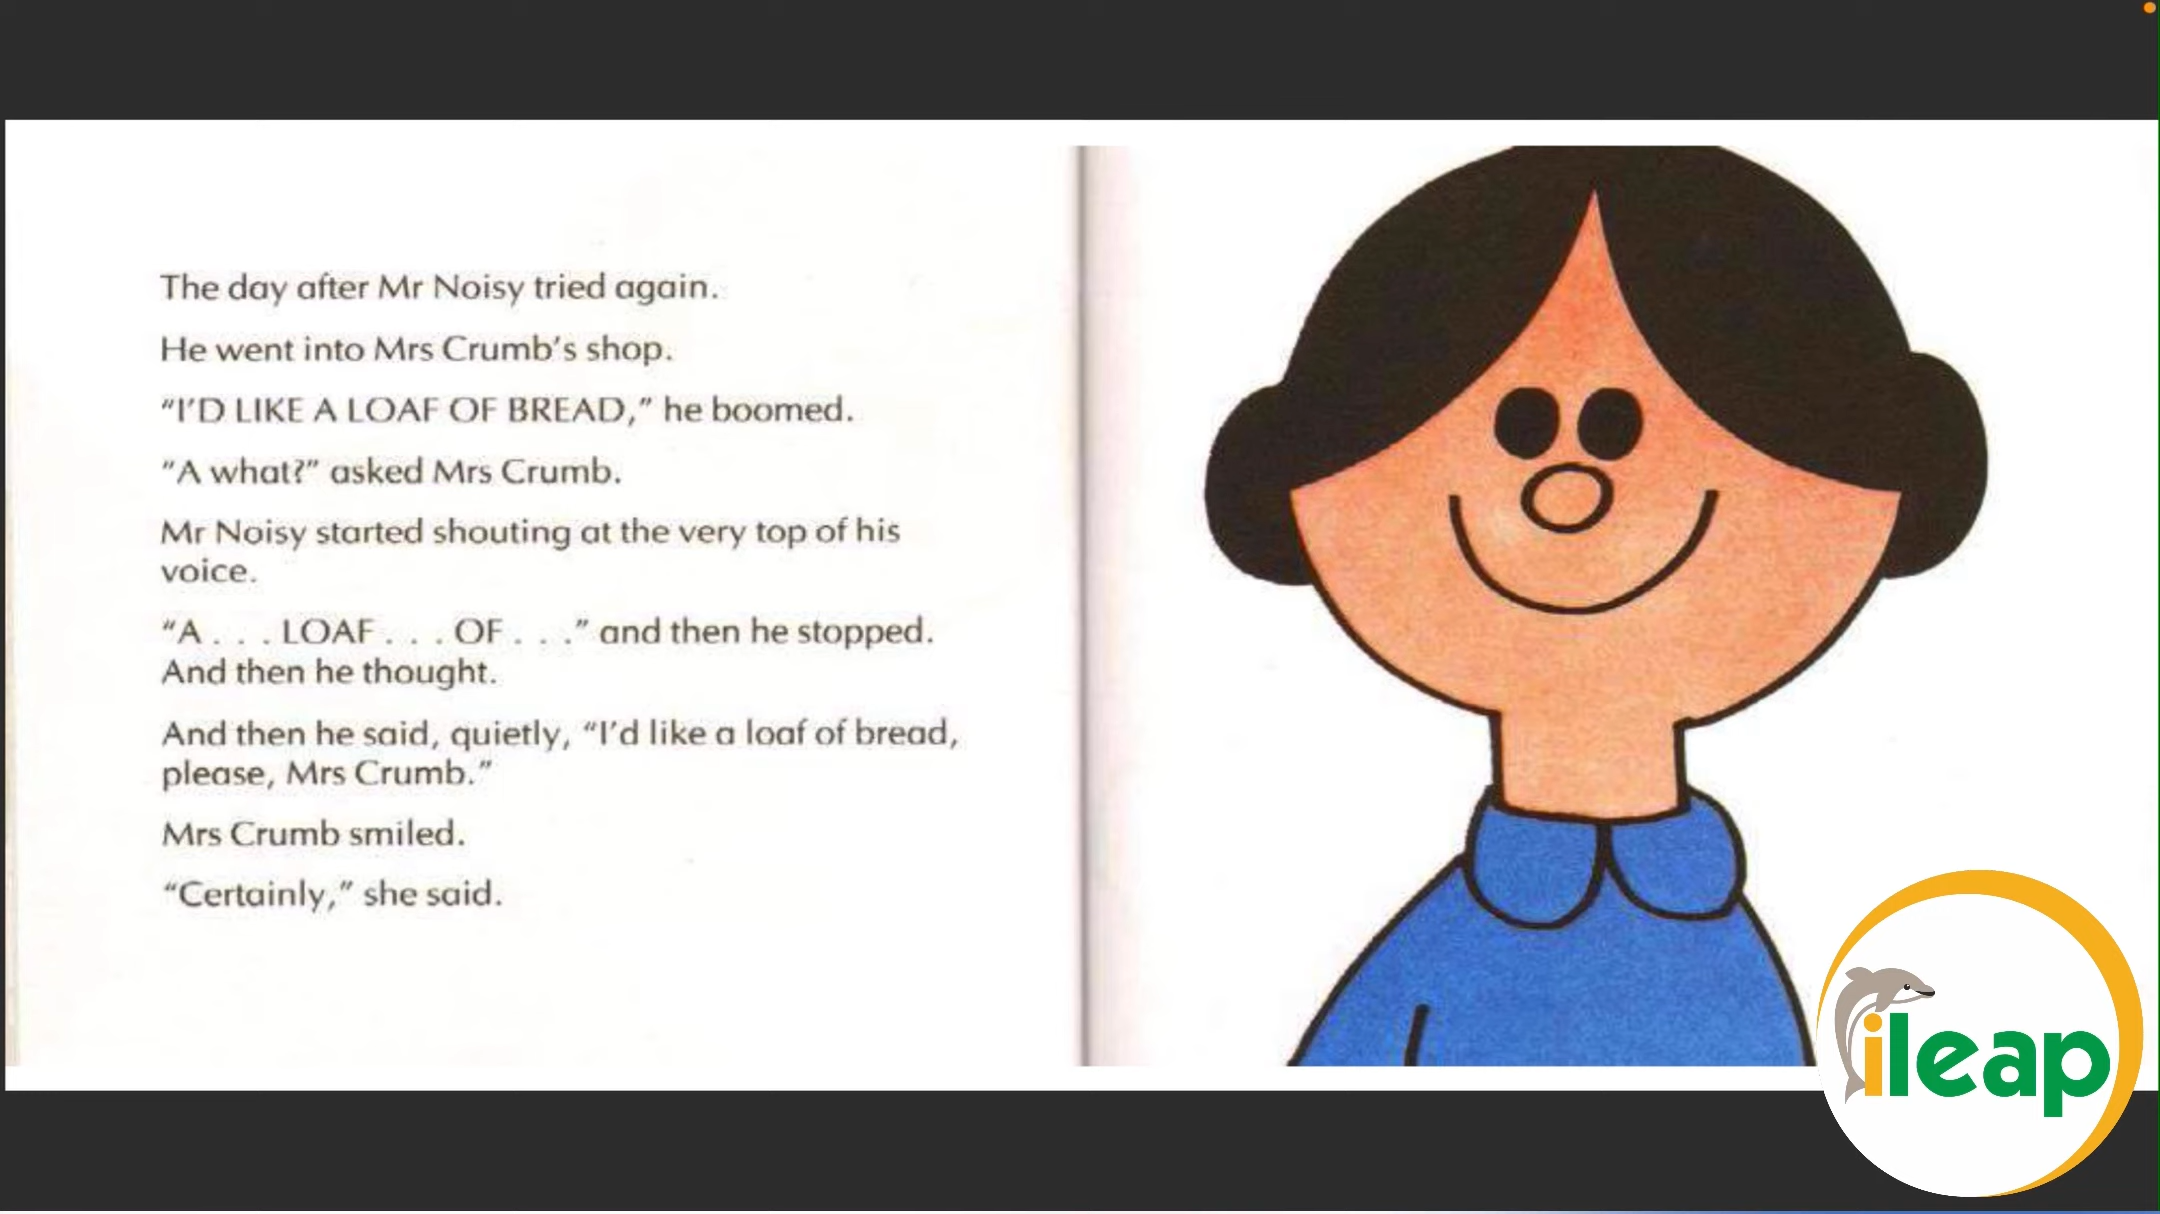 The day after Mr Noisy tried again.
He went into Mrs Crumb's shop.
"I'D LIKE A LOAF OF BREAD," he boomed.
"A what?" asked Mrs Crumb.
Mr Noisy started shouting at the very top of his
voice.
"A . . . LOAF . . . OF . . ." and then he stopped.
And then he thought.
And then he said, quietly, "I'd like a loaf of bread,
please, Mrs Crumb."
Mrs Crumb smiled.
"Certainly," she said.
ileap